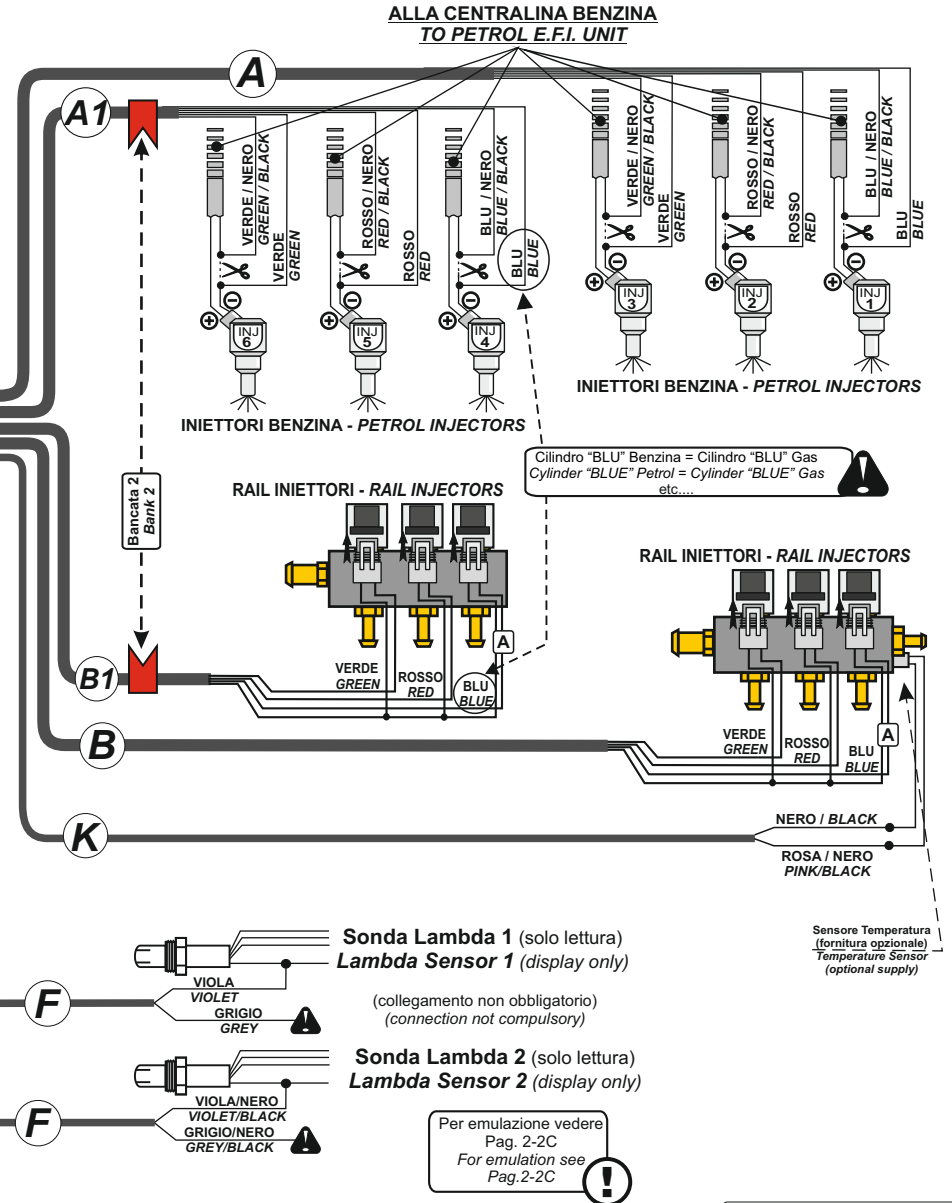 ALLA CENTRALINA BENZINA
TO PETROL E.F.I. UNIT
A
A1
VERDE / NERO
GREEN / BLACK
VERDE
GREEN
ROSSO / NERO
RED / BLACK
ROSSO
RED
BLU / NERO
BLUE / BLACK
BLU
BLUE
VERDE / NERO
GREEN / BLACK
VERDE
GREEN
ROSSO / NERO
RED / BLACK
ROSSO
RED
BLU / NERO
BLUE / BLACK
BLU
BLUE
+ −
INJ
6
+ −
INJ
5
+ −
INJ
4
+ −
INJ
3
+ −
INJ
2
+ −
INJ
1
INIETTORI BENZINA - PETROL INJECTORS
INIETTORI BENZINA - PETROL INJECTORS
Bancata 2
Bank 2
Cilindro “BLU” Benzina = Cilindro “BLU” Gas
Cylinder “BLUE” Petrol = Cylinder “BLUE” Gas
etc....
!
RAIL INIETTORI - RAIL INJECTORS
RAIL INIETTORI - RAIL INJECTORS
A
B1
VERDE
GREEN
ROSSO
RED
BLU
BLUE
B
VERDE
GREEN
ROSSO
RED
BLU
BLUE
A
K
NERO / BLACK
ROSA / NERO
PINK/BLACK
Sensore Temperatura
(fornitura opzionale)
Temperature Sensor
(optional supply)
Sonda Lambda 1 (solo lettura)
Lambda Sensor 1 (display only)
F
VIOLA
VIOLET
GRIGIO
GREY
!
(collegamento non obbligatorio)
(connection not compulsory)
Sonda Lambda 2 (solo lettura)
Lambda Sensor 2 (display only)
F
VIOLA/NERO
VIOLET/BLACK
GRIGIO/NERO
GREY/BLACK
!
Per emulazione vedere
Pag. 2-2C
For emulation see
Pag.2-2C
!